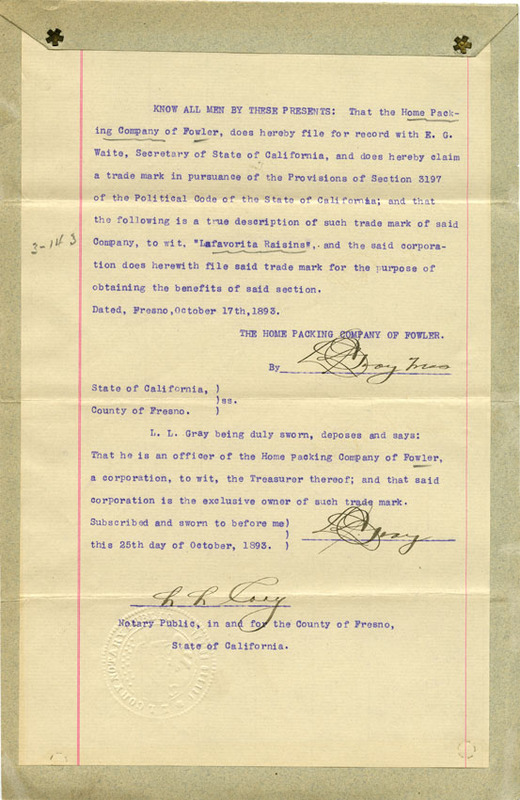 KNOW ALL MEN BY THESE PRESENTS: That the Home Pack-
ing Company of Fowler, does hereby file for record with E. G.
Waite, Secretary of State of California, and does hereby claim
a trade mark in pursuance of the Provisions of Section 3197
of the Political Code of the State of California; and that
the following is a true description of such trade mark of said
3-143
Company, to wit, "Lafavorita Raisins", and the said corpora-
tion does herewith file said trade mark for the purpose of
obtaining the benefits of said section.
Dated, Fresno, October 17th, 1893.
THE HOME PACKING COMPANY OF FOWLER.
By L L Gray Treas
State of California, )
)ss.
County of Fresno. )
L. L. Gray being duly sworn, deposes and says:
That he is an officer of the Home Packing Company of Fowler,
a corporation, to wit, the Treasurer thereof; and that said
corporation is the exclusive owner of such trade mark.
Subscribed and sworn to before me)
)
this 25th day of October, 1893. )
L L Gray
L L Cory
Notary Public, in and for the County of Fresno,
State of California.